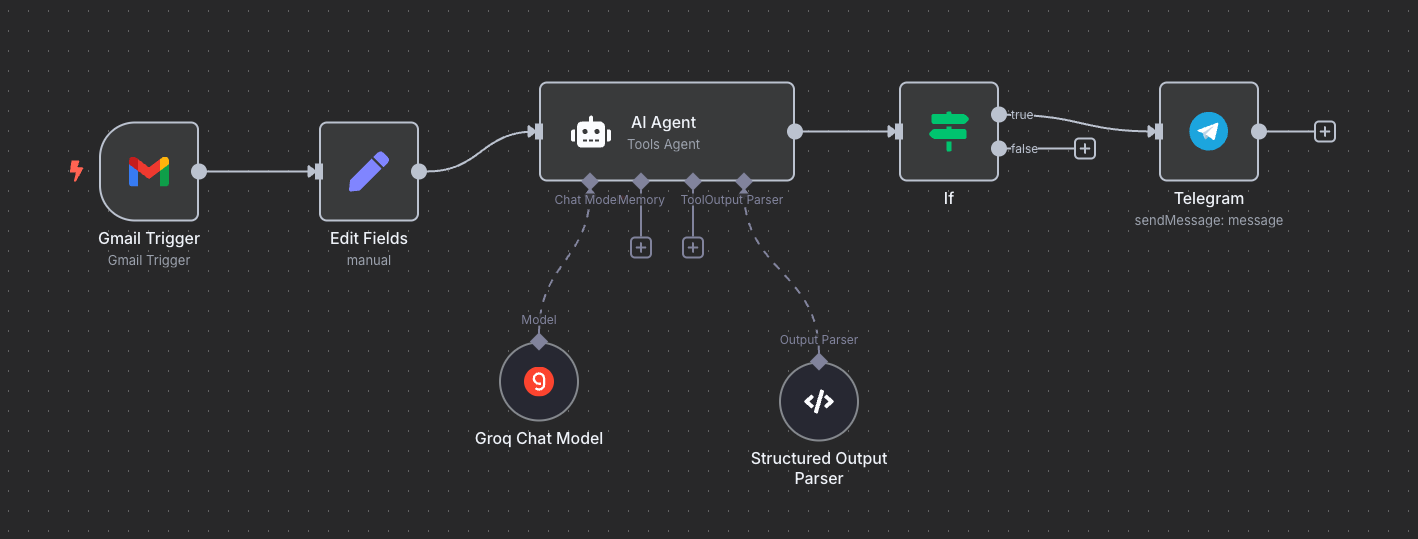 Gmail Trigger
Gmail Trigger
Edit Fields
manual
AI Agent
Tools Agent
Chat Mode
Memory
Tool
Output Parser
Model
Groq Chat Model
Output Parser
Structured Output
Parser
true
false
If
Telegram
sendMessage: message